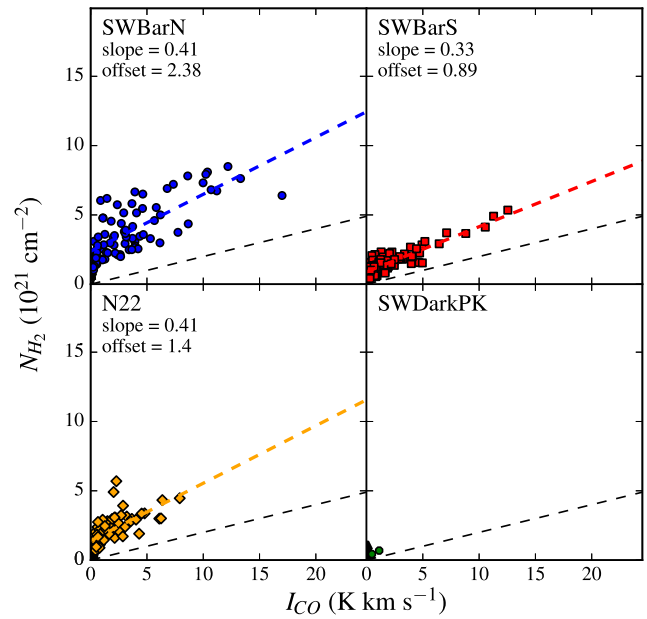 SWBarN
slope = 0.41
offset = 2.38
SWBarS
slope = 0.33
offset = 0.89
15
10
5
0
N22
slope = 0.41
offset = 1.4
SWDarkPK
15
10
5
0
0 5 10 15 20
0 5 10 15 20
N_{H_2} (10^{21} cm^{−2})
I_{CO} (K km s^{−1})